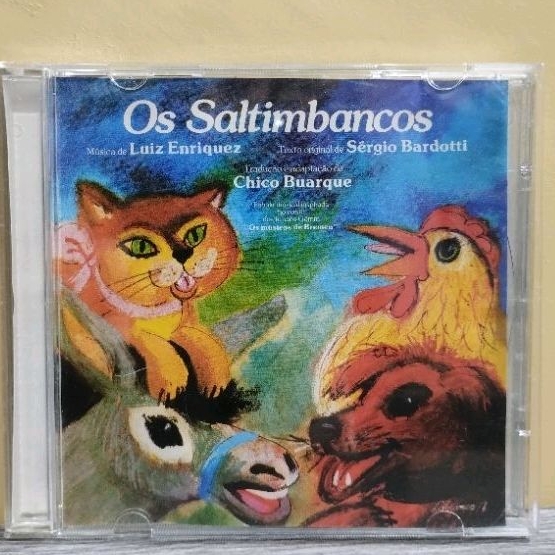 Os Saltimbancos
Música de Luiz Enriquez Texto original de Sérgio Bardotti
Tradução e adaptação de
Chico Buarque
"Os músicos de Bremen"